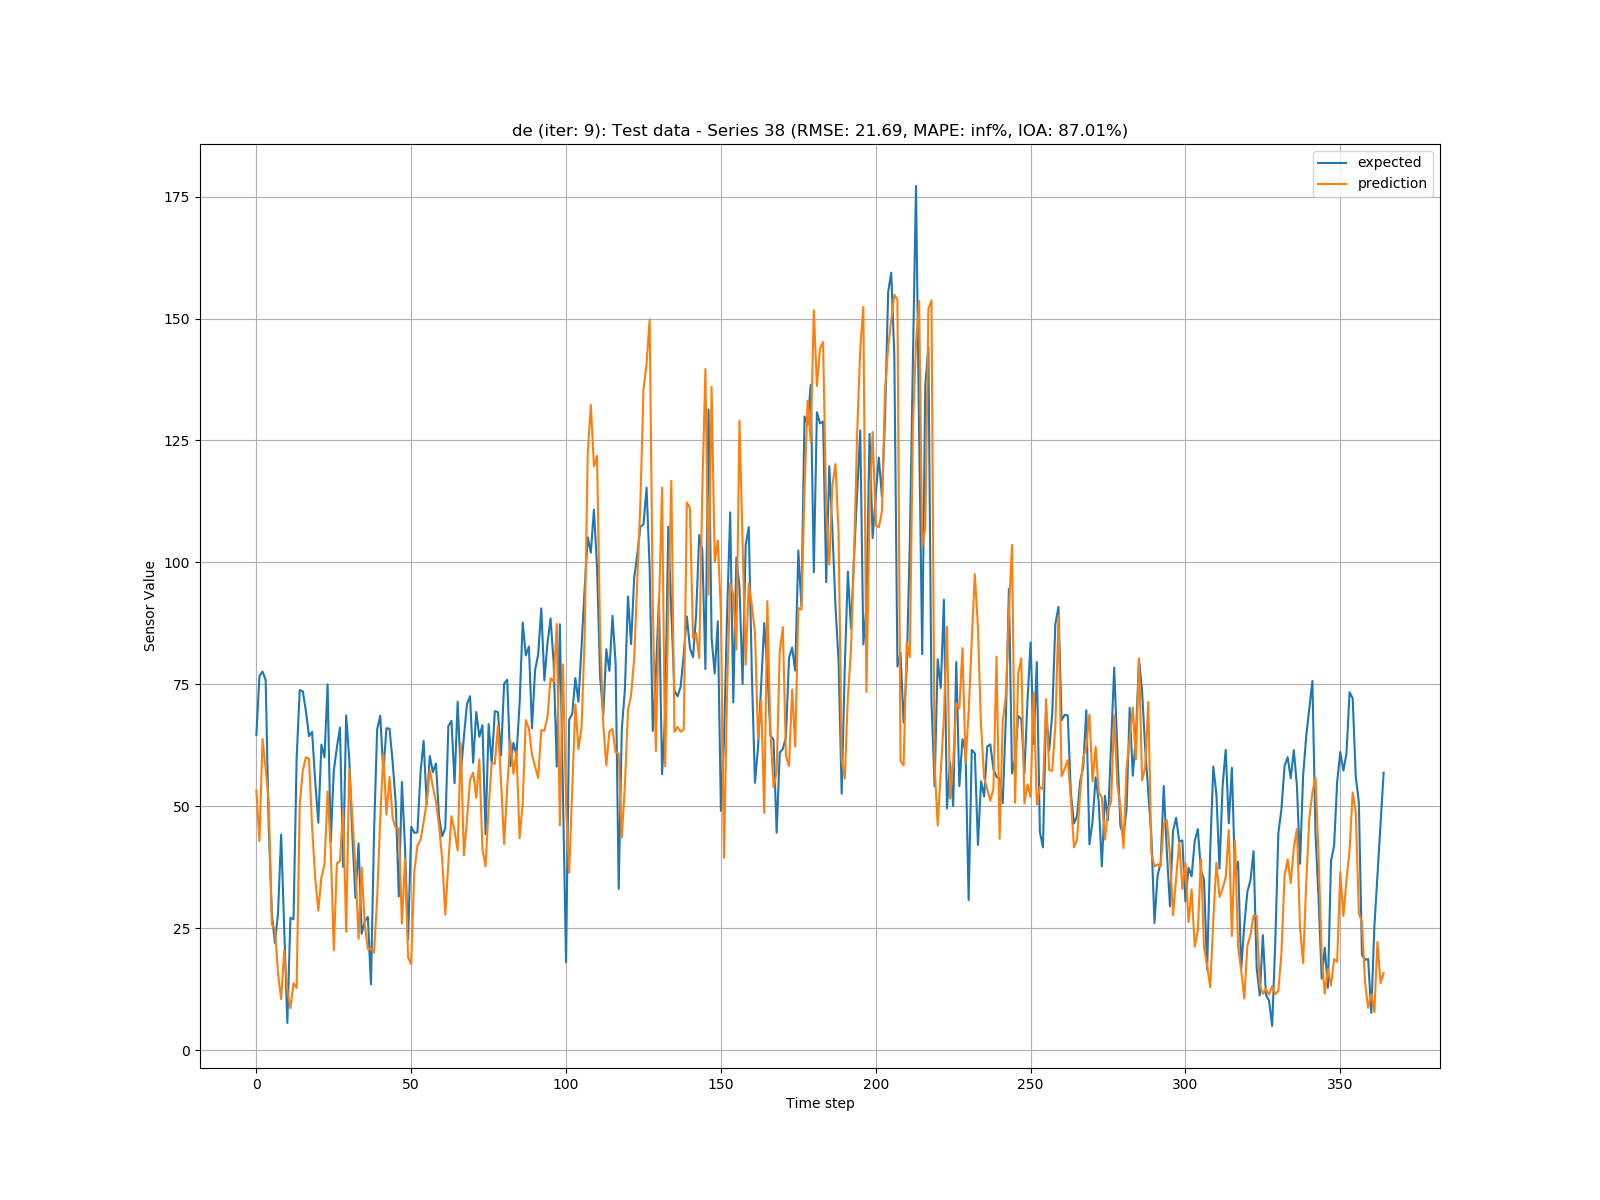 de (iter: 9): Test data - Series 38 (RMSE: 21.69, MAPE: inf%, IOA: 87.01%)
expected
prediction
175
150
125
100
75
50
25
0
Sensor Value
0 50 100 150 200 250 300 350
Time step